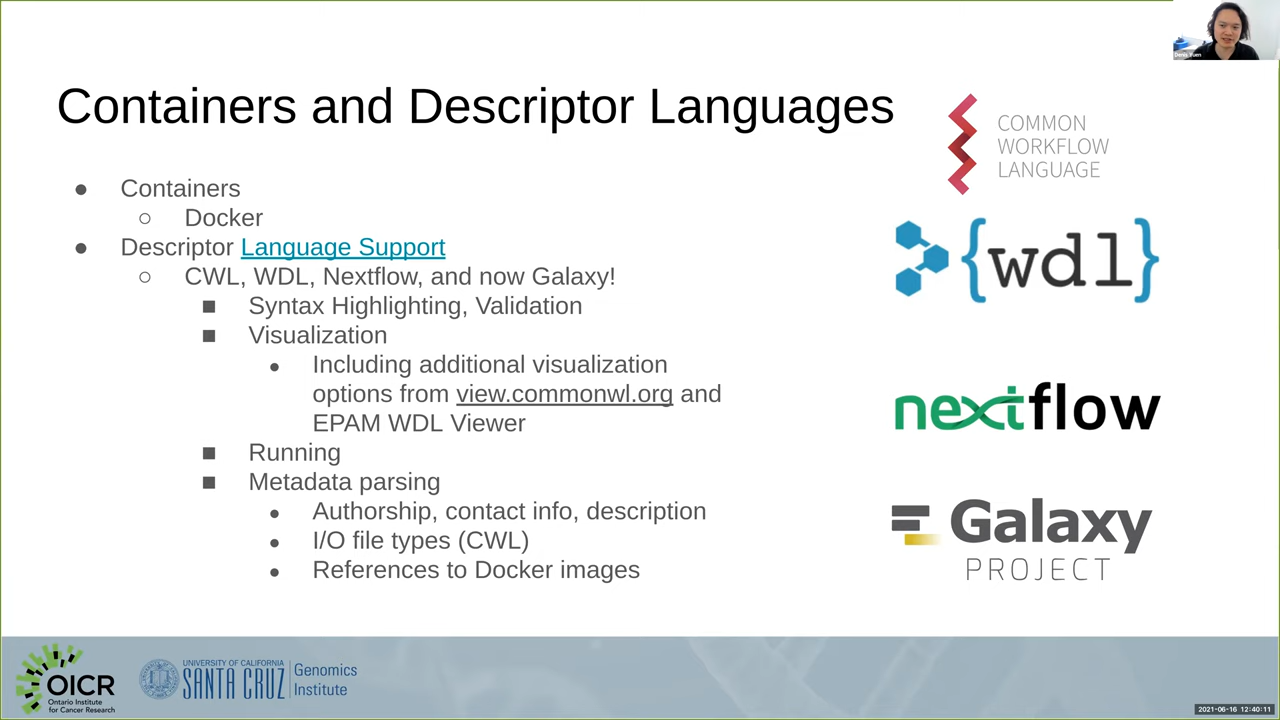 Denis Yuen
Containers and Descriptor Languages
● Containers
○ Docker
● Descriptor Language Support
○ CWL, WDL, Nextflow, and now Galaxy!
■ Syntax Highlighting, Validation
■ Visualization
● Including additional visualization
options from view.commonwl.org and
EPAM WDL Viewer
■ Running
■ Metadata parsing
● Authorship, contact info, description
● I/O file types (CWL)
● References to Docker images
COMMON
WORKFLOW
LANGUAGE
{wdl}
nextflow
Galaxy
PROJECT
OICR
Ontario Institute
for Cancer Research
UNIVERSITY OF CALIFORNIA
SANTA CRUZ
Genomics
Institute
2021-06-16 12:40:11